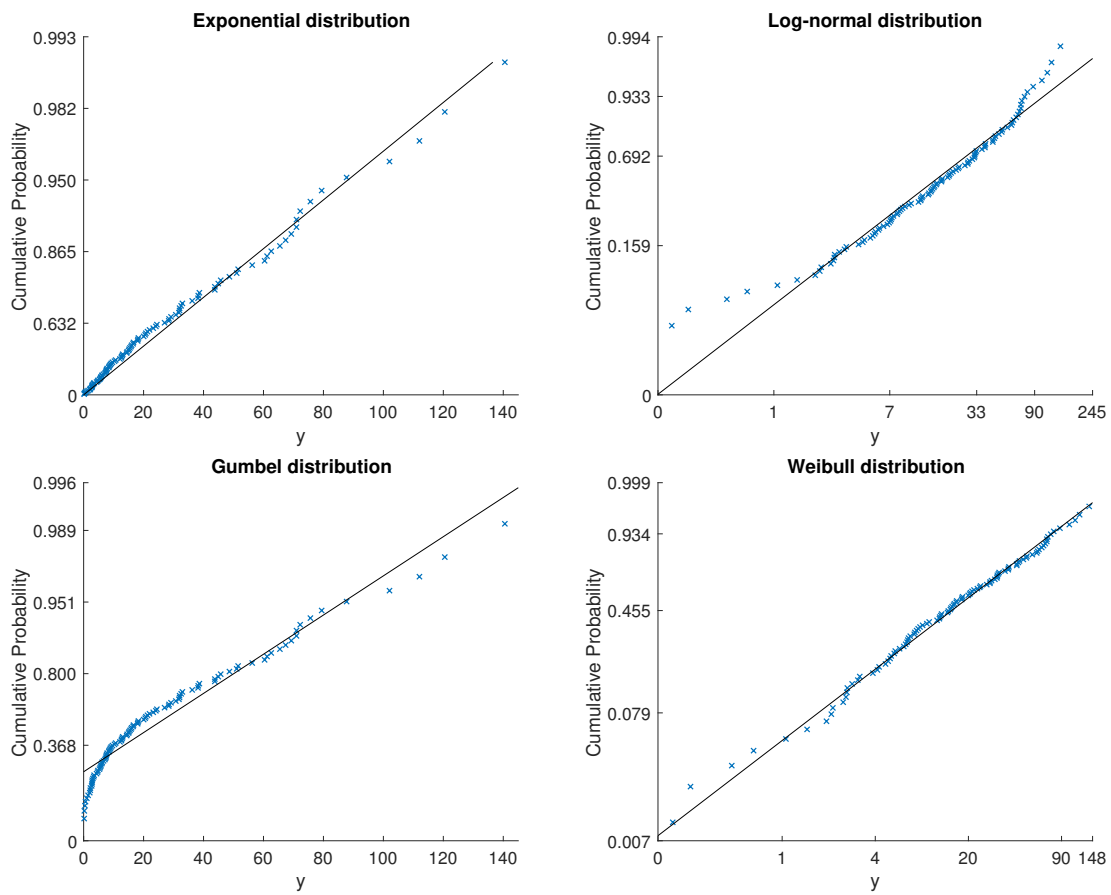 Exponential distribution
0.993
0.982
0.950
0.865
0.632
0
Cumulative Probability
0 20 40 60 80 100 120 140
y
Log-normal distribution
0.994
0.933
0.692
0.159
0
Cumulative Probability
0 1 7 33 90 245
y
Gumbel distribution
0.996
0.989
0.951
0.800
0.368
0
Cumulative Probability
0 20 40 60 80 100 120 140
y
Weibull distribution
0.999
0.934
0.455
0.079
0.007
Cumulative Probability
0 1 4 20 90 148
y